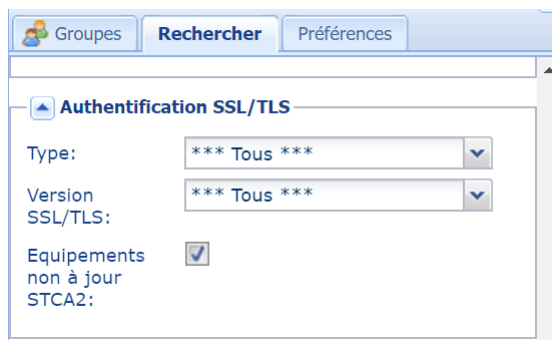 Groupes Rechercher Préférences
Authentification SSL/TLS
Type: *** Tous ***
Version *** Tous ***
SSL/TLS:
Equipements
non à jour
STCA2: